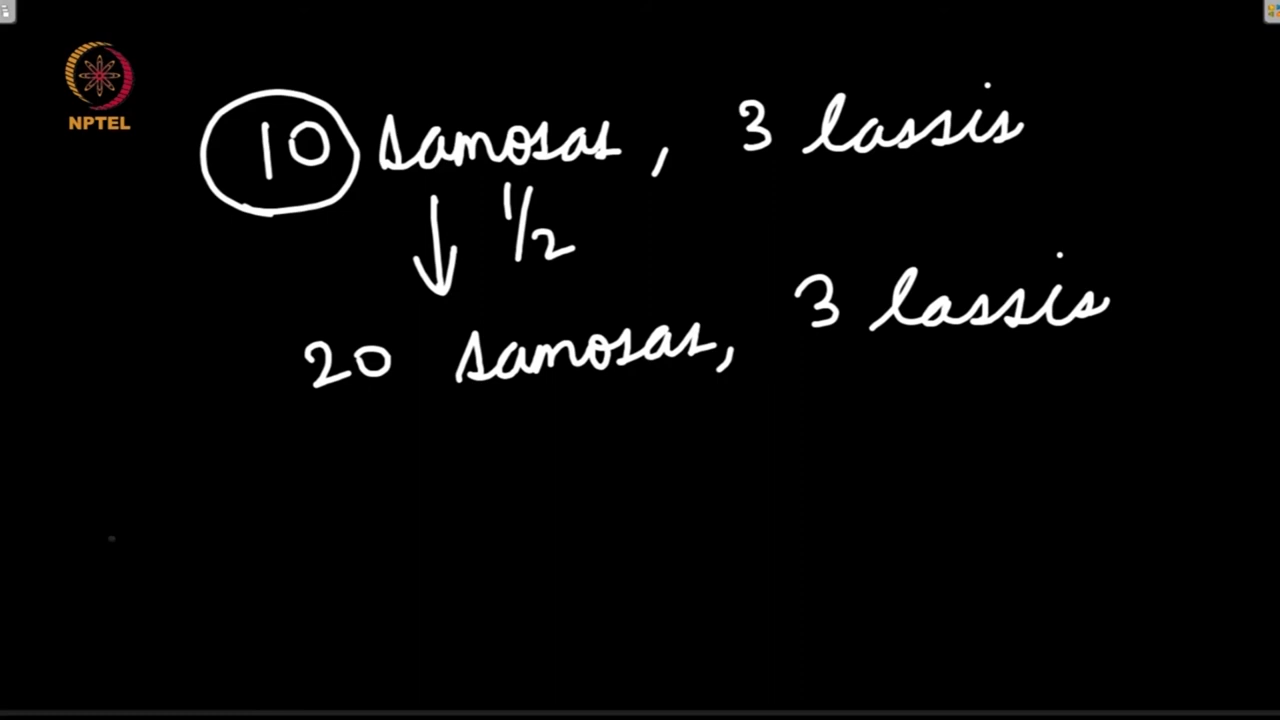 NPTEL
10 samosas, 3 lassis
↓ 1/2
20 samosas, 3 lassis